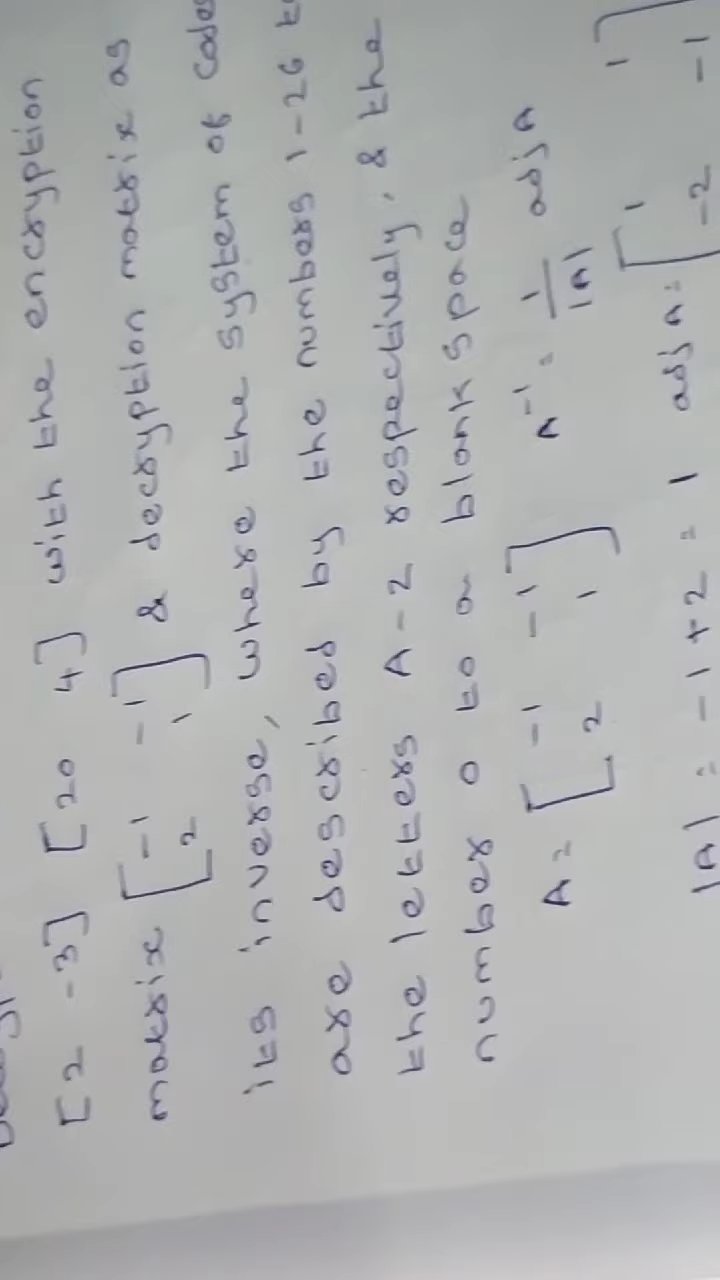 [2 -3] [20 4] with the encryption
matrix [-1 -1 2 1] & decryption matrix as
its inverse, where the system of codes
are described by the numbers 1-26
the letters A-Z respectively, & the
number 0 to a blank space
A = [-1 -1 2 1] A⁻¹ = 1/|A| adj A
|A| = -1+2 = 1 adj A = [1 1 -2 -1]